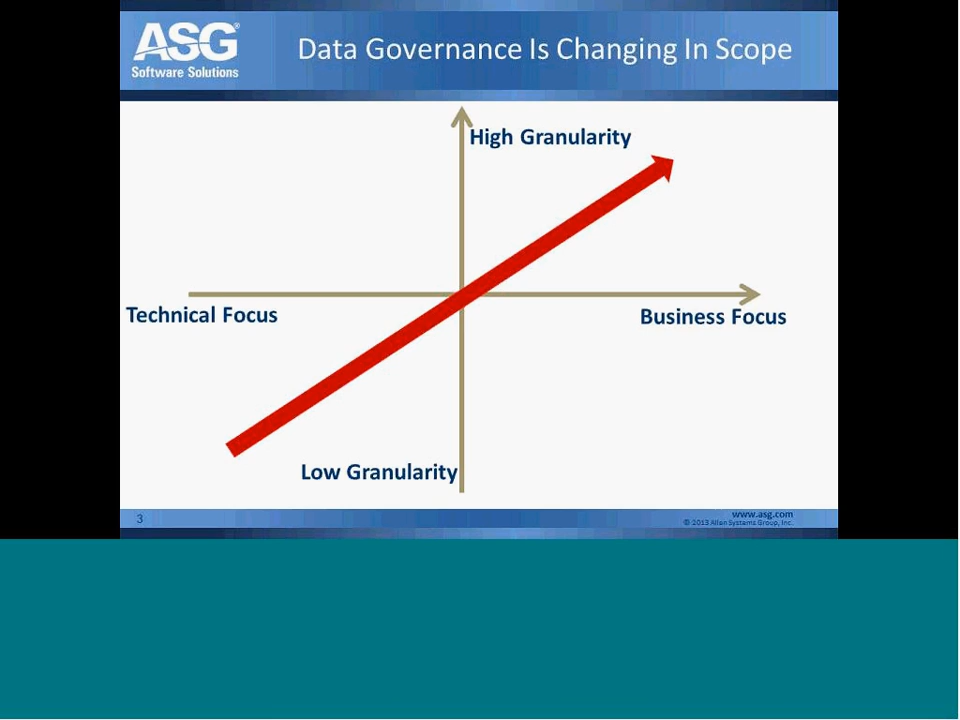 ASG®
Software Solutions
Data Governance Is Changing In Scope
High Granularity
Technical Focus
Business Focus
Low Granularity
3
www.asg.com
© 2013 Allen Systems Group, Inc.